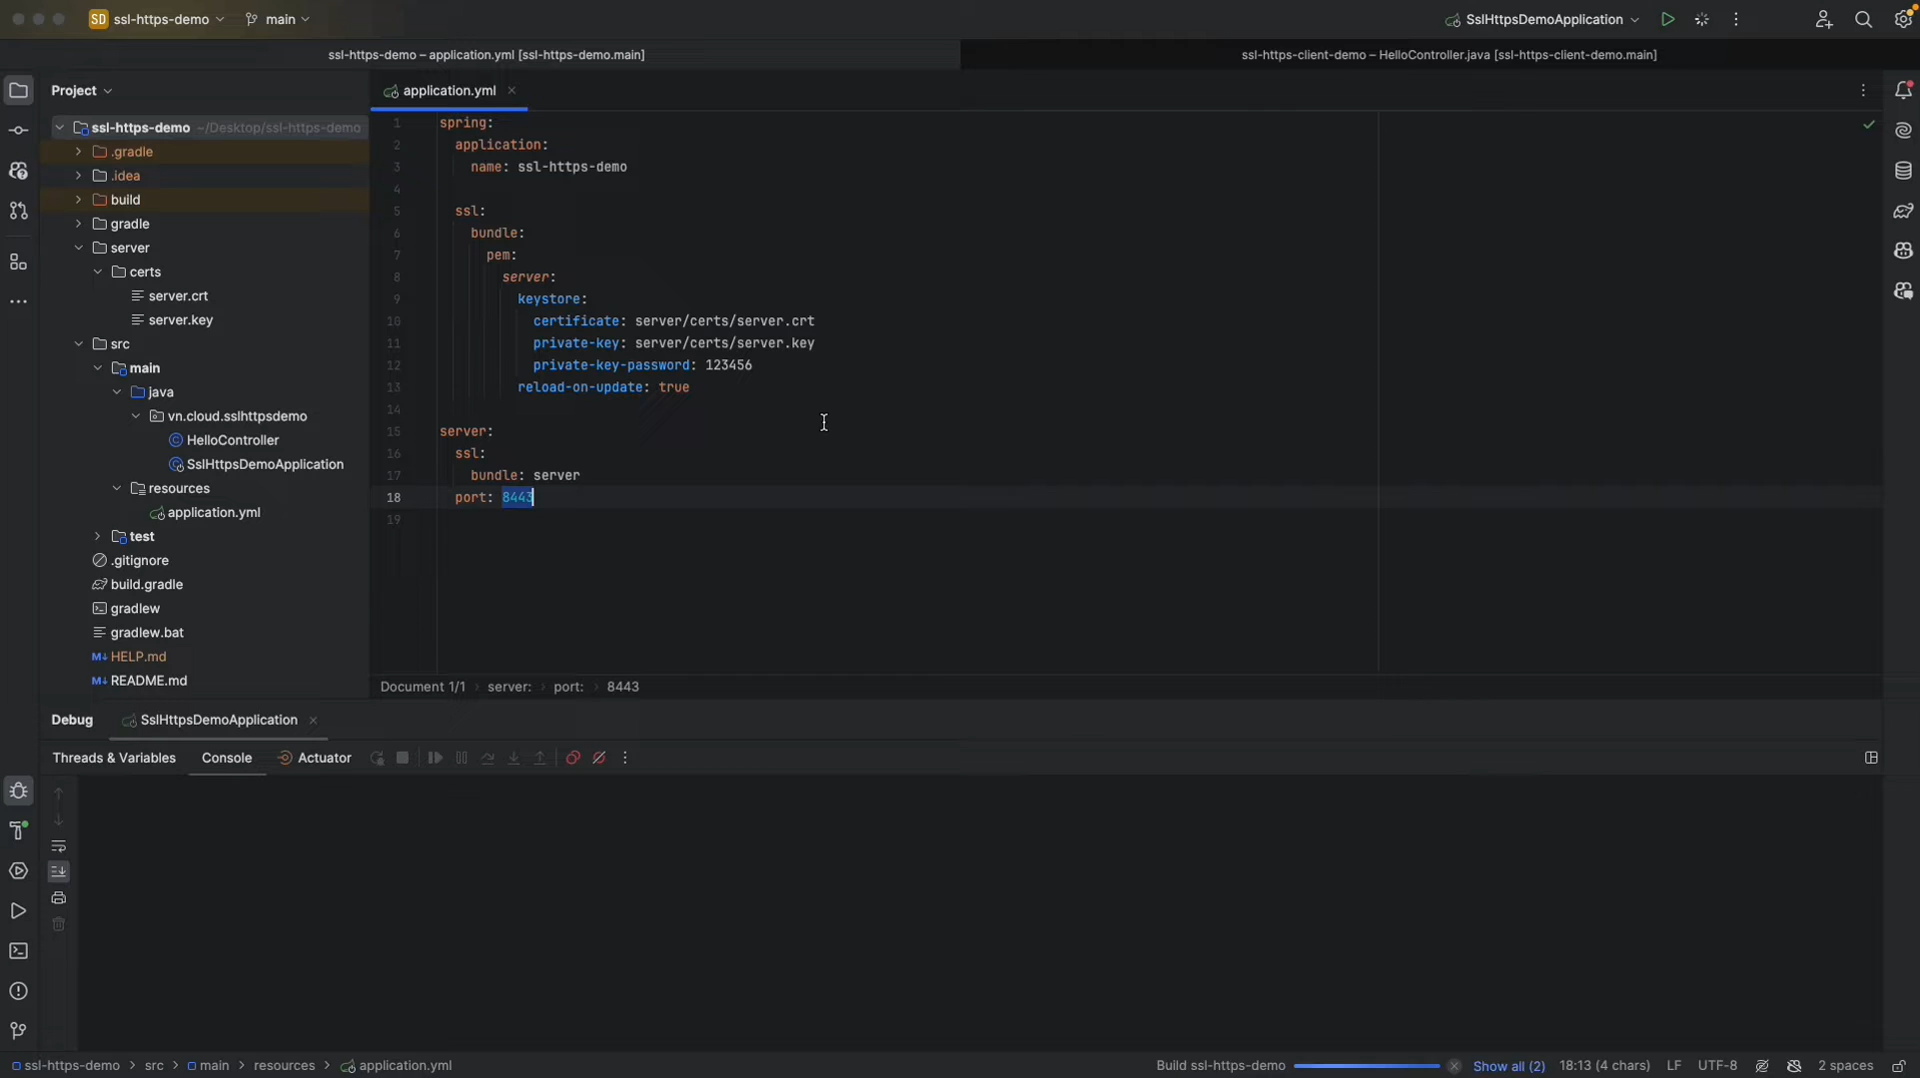 SD ssl-https-demo main SslHttpsDemoApplication
ssl-https-demo – application.yml [ssl-https-demo.main] ssl-https-client-demo – HelloController.java [ssl-https-client-demo.main]
Project
ssl-https-demo ~/Desktop/ssl-https-demo
.gradle
.idea
build
gradle
server
certs
server.crt
server.key
src
main
java
vn.cloud.sslhttpsdemo
HelloController
SslHttpsDemoApplication
resources
application.yml
test
.gitignore
build.gradle
gradlew
gradlew.bat
M↓ HELP.md
M↓ README.md
application.yml
1 spring:
2 application:
3 name: ssl-https-demo
4
5 ssl:
6 bundle:
7 pem:
8 server:
9 keystore:
10 certificate: server/certs/server.crt
11 private-key: server/certs/server.key
12 private-key-password: 123456
13 reload-on-update: true
14
15 server:
16 ssl:
17 bundle: server
18 port: 8443
19
Document 1/1 › server: › port: › 8443
Debug SslHttpsDemoApplication
Threads & Variables Console Actuator
ssl-https-demo › src › main › resources › application.yml Build ssl-https-demo Show all (2) 18:13 (4 chars) LF UTF-8 2 spaces